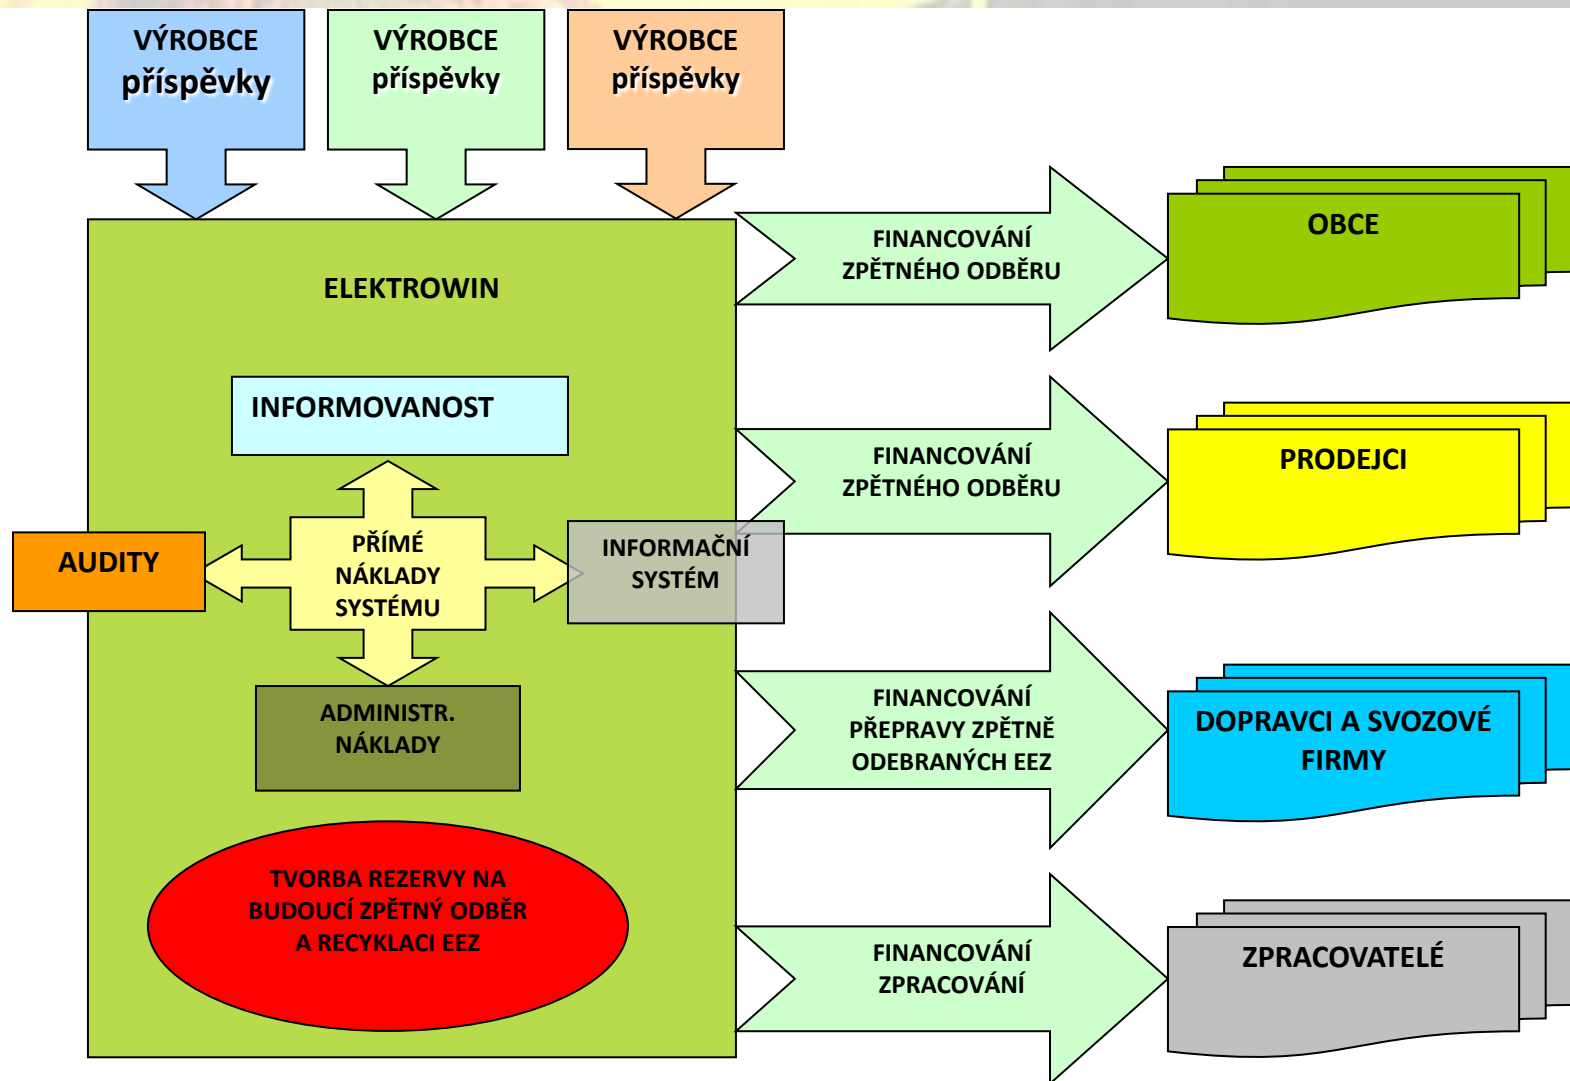 VÝROBCE
příspěvky
VÝROBCE
příspěvky
VÝROBCE
příspěvky
ELEKTROWIN
INFORMOVANOST
AUDITY
PŘÍMÉ
NÁKLADY
SYSTÉMU
INFORMAČNÍ
SYSTÉM
ADMINISTR.
NÁKLADY
TVORBA REZERVY NA
BUDOUCÍ ZPĚTNÝ ODBĚR
A RECYKLACI EEZ
FINANCOVÁNÍ
ZPĚTNÉHO ODBĚRU
OBCE
FINANCOVÁNÍ
ZPĚTNÉHO ODBĚRU
PRODEJCI
FINANCOVÁNÍ
PŘEPRAVY ZPĚTNĚ
ODEBRANÝCH EEZ
DOPRAVCI A SVOZOVÉ
FIRMY
FINANCOVÁNÍ
ZPRACOVÁNÍ
ZPRACOVATELÉ